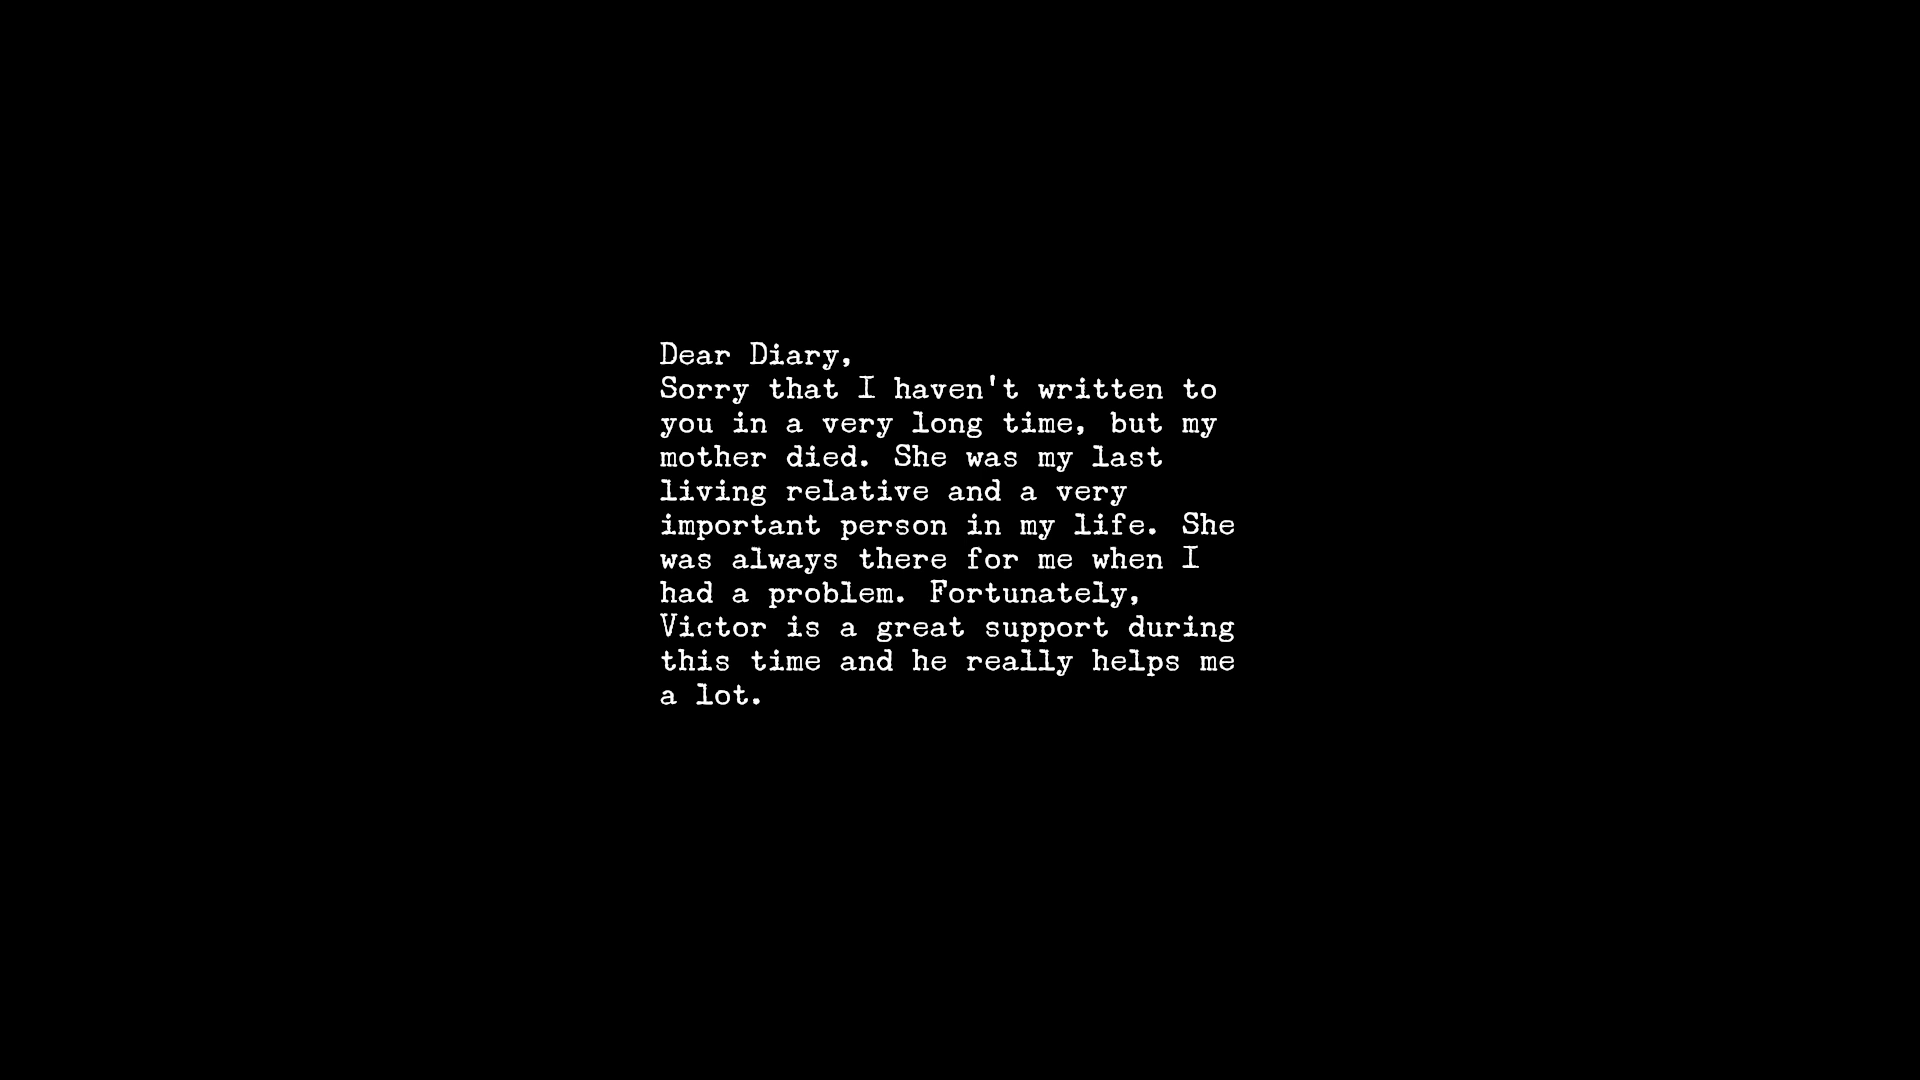 Dear Diary,
Sorry that I haven't written to
you in a very long time, but my
mother died. She was my last
living relative and a very
important person in my life. She
was always there for me when I
had a problem. Fortunately,
Victor is a great support during
this time and he really helps me
a lot.